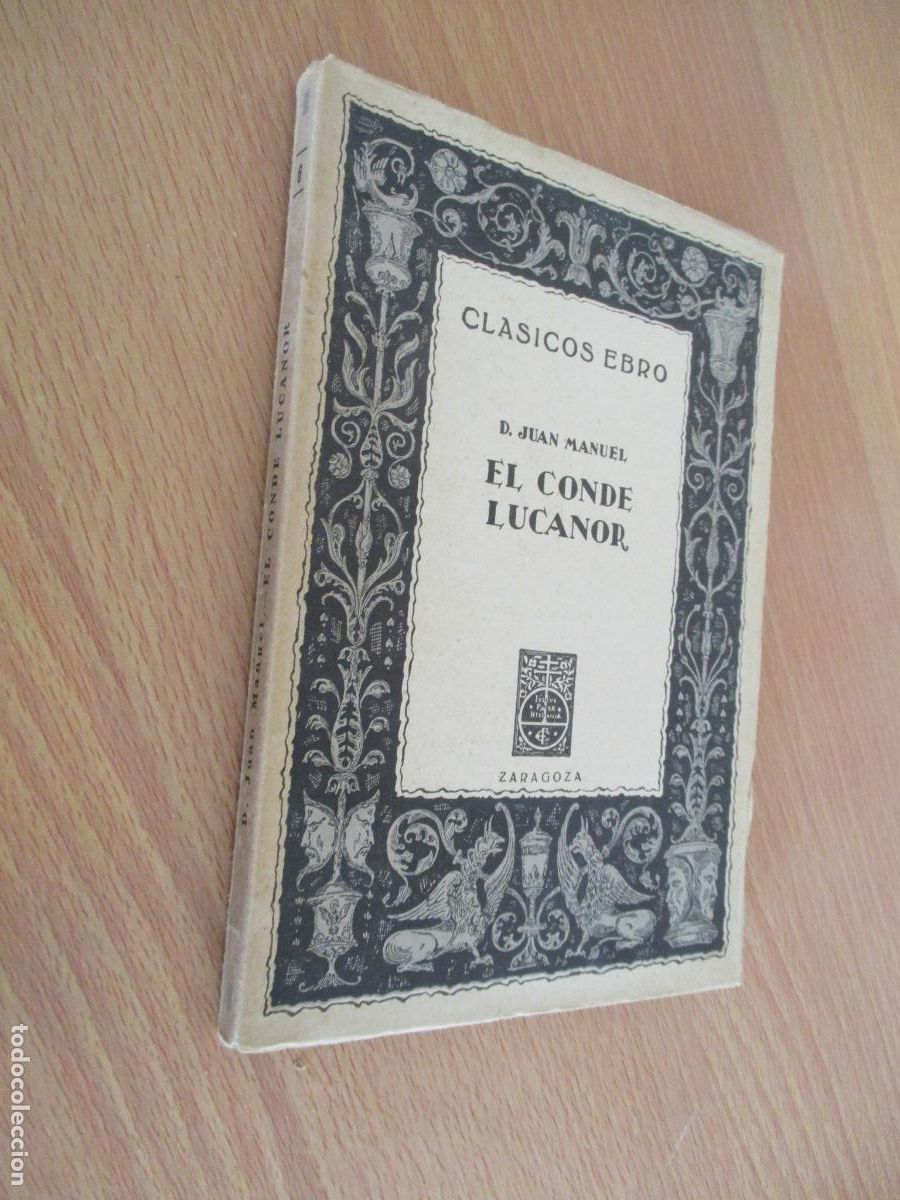 CLASICOS EBRO
D. JUAN MANUEL
EL CONDE
LUCANOR
ZARAGOZA
D. Juan Manuel—EL CONDE LUCANOR
todocoleccion